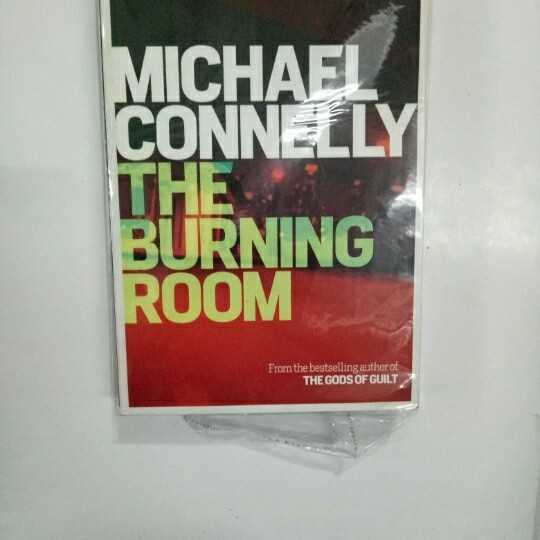 MICHAEL
CONNELLY
THE
BURNING
ROOM
From the bestselling author of
THE GODS OF GUILT